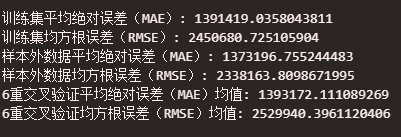 训练集平均绝对误差（MAE）: 1391419.0358043811
训练集均方根误差（RMSE）: 2450680.725105904
样本外数据平均绝对误差（MAE）: 1373196.755244483
样本外数据均方根误差（RMSE）: 2338163.8098671995
6重交叉验证平均绝对误差（MAE）均值: 1393172.111089269
6重交叉验证均方根误差（RMSE）均值: 2529940.3961120406